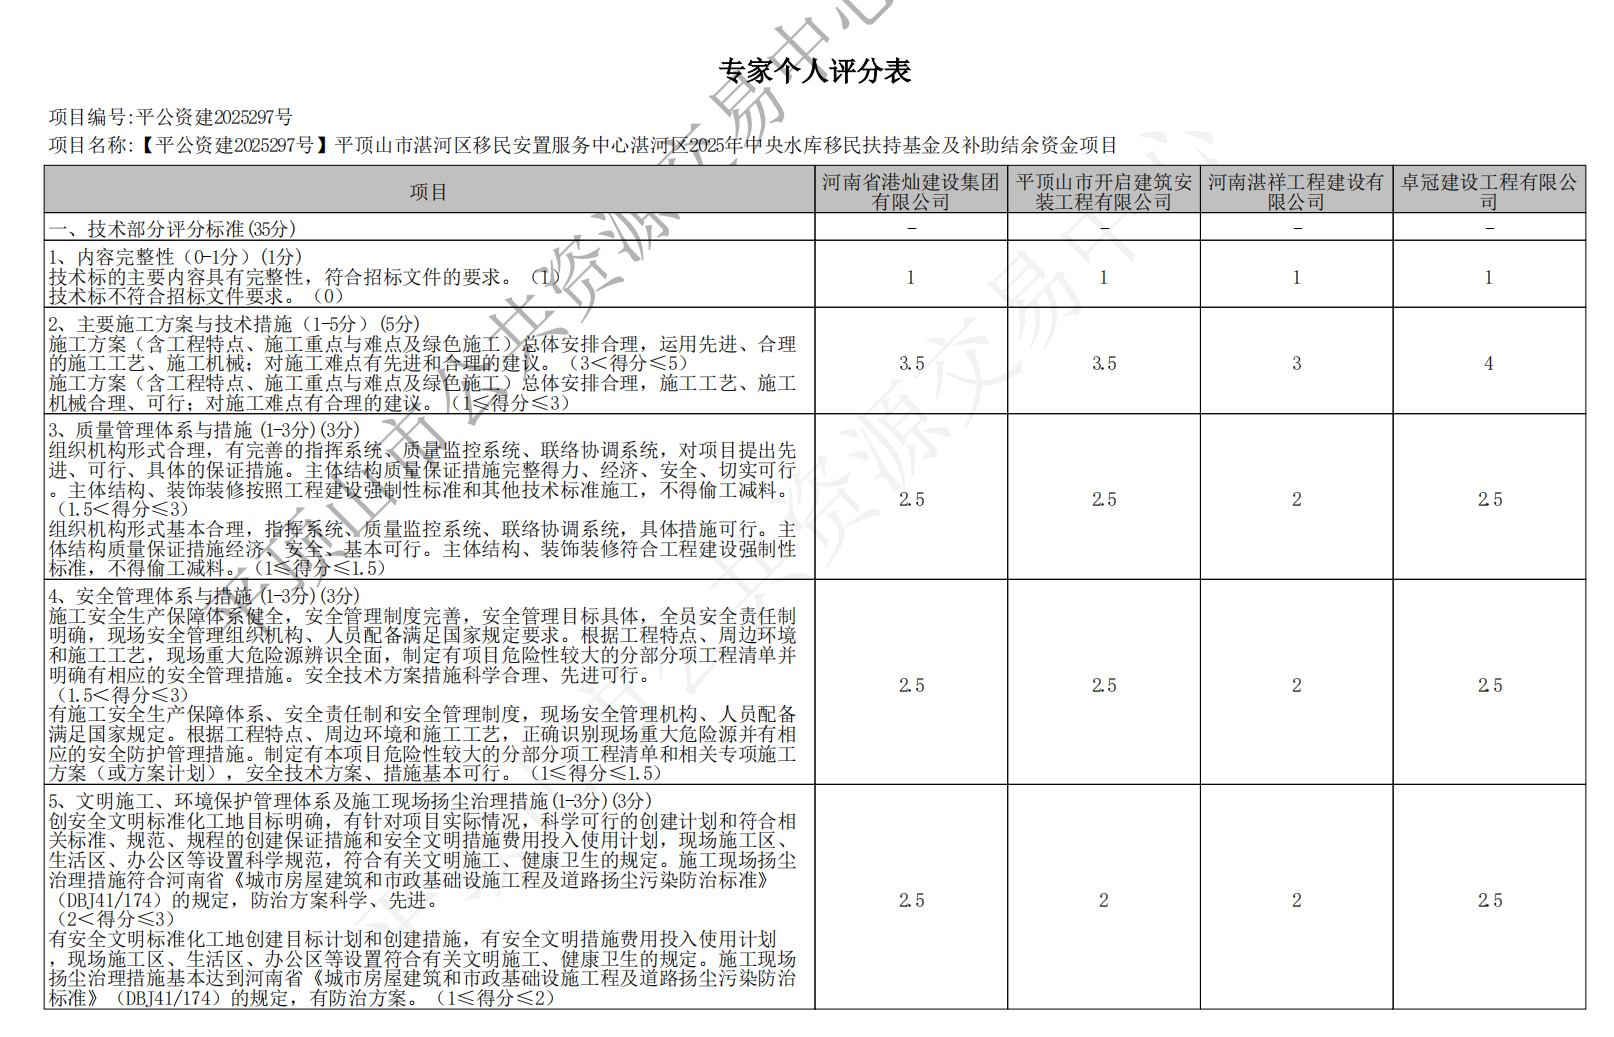 专家个人评分表
项目编号:平公资建2025297号
项目名称:【平公资建2025297号】平顶山市湛河区移民安置服务中心湛河区2025年中央水库移民扶持基金及补助结余资金项目
项目
河南省港灿建设集团
有限公司
平顶山市开启建筑安
装工程有限公司
河南湛祥工程建设有
限公司
卓冠建设工程有限公
司
一、技术部分评分标准(35分)
-
-
-
-
1、内容完整性（0-1分）(1分)
技术标的主要内容具有完整性，符合招标文件的要求。（1）
技术标不符合招标文件要求。（0）
1
1
1
1
2、主要施工方案与技术措施（1-5分）(5分)
施工方案（含工程特点、施工重点与难点及绿色施工）总体安排合理，运用先进、合理
的施工工艺、施工机械；对施工难点有先进和合理的建议。（3＜得分≤5）
施工方案（含工程特点、施工重点与难点及绿色施工）总体安排合理，施工工艺、施工
机械合理、可行；对施工难点有合理的建议。（1≤得分≤3）
3.5
3.5
3
4
3、质量管理体系与措施(1-3分)(3分)
组织机构形式合理，有完善的指挥系统、质量监控系统、联络协调系统，对项目提出先
进、可行、具体的保证措施。主体结构质量保证措施完整得力、经济、安全、切实可行
。主体结构、装饰装修按照工程建设强制性标准和其他技术标准施工，不得偷工减料。
（1.5＜得分≤3）
组织机构形式基本合理，指挥系统、质量监控系统、联络协调系统，具体措施可行。主
体结构质量保证措施经济、安全、基本可行。主体结构、装饰装修符合工程建设强制性
标准，不得偷工减料。（1≤得分≤1.5）
2.5
2.5
2
2.5
4、安全管理体系与措施(1-3分)(3分)
施工安全生产保障体系健全，安全管理制度完善，安全管理目标具体，全员安全责任制
明确，现场安全管理组织机构、人员配备满足国家规定要求。根据工程特点、周边环境
和施工工艺，现场重大危险源辨识全面，制定有项目危险性较大的分部分项工程清单并
明确有相应的安全管理措施。安全技术方案措施科学合理、先进可行。
（1.5＜得分≤3）
有施工安全生产保障体系、安全责任制和安全管理制度，现场安全管理机构、人员配备
满足国家规定。根据工程特点、周边环境和施工工艺，正确识别现场重大危险源并有相
应的安全防护管理措施。制定有本项目危险性较大的分部分项工程清单和相关专项施工
方案（或方案计划），安全技术方案、措施基本可行。（1≤得分≤1.5）
2.5
2.5
2
2.5
5、文明施工、环境保护管理体系及施工现场扬尘治理措施(1-3分)(3分)
创安全文明标准化工地目标明确，有针对项目实际情况，科学可行的创建计划和符合相
关标准、规范、规程的创建保证措施和安全文明措施费用投入使用计划，现场施工区、
生活区、办公区等设置科学规范，符合有关文明施工、健康卫生的规定。施工现场扬尘
治理措施符合河南省《城市房屋建筑和市政基础设施工程及道路扬尘污染防治标准》
（DBJ41/174）的规定，防治方案科学、先进。
（2＜得分≤3）
有安全文明标准化工地创建目标计划和创建措施，有安全文明措施费用投入使用计划
，现场施工区、生活区、办公区等设置符合有关文明施工、健康卫生的规定。施工现场
扬尘治理措施基本达到河南省《城市房屋建筑和市政基础设施工程及道路扬尘污染防治
标准》（DBJ41/174）的规定，有防治方案。（1≤得分≤2）
2.5
2
2
2.5
平顶山市公共资源交易中心
平顶山市公共资源交易中心